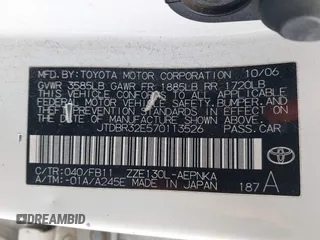 MFD. BY: TOYOTA MOTOR CORPORATION 10/06
GVWR 3585LB GAWR FR 1885LB RR 1720LB
THIS VEHICLE CONFORMS TO ALL APPLICABLE
FEDERAL MOTOR VEHICLE SAFETY, BUMPER, AND
THEFT PREVENTION STANDARDS IN EFFECT ON
THE DATE OF MANUFACTURE SHOWN ABOVE.
JTDBR32E570113526 PASS. CAR
C/TR:040/FB11 ZZE130L-AEPNKA
A/TM:-01A/A245E MADE IN JAPAN
187 A
TOYOTA
© DREAMBID